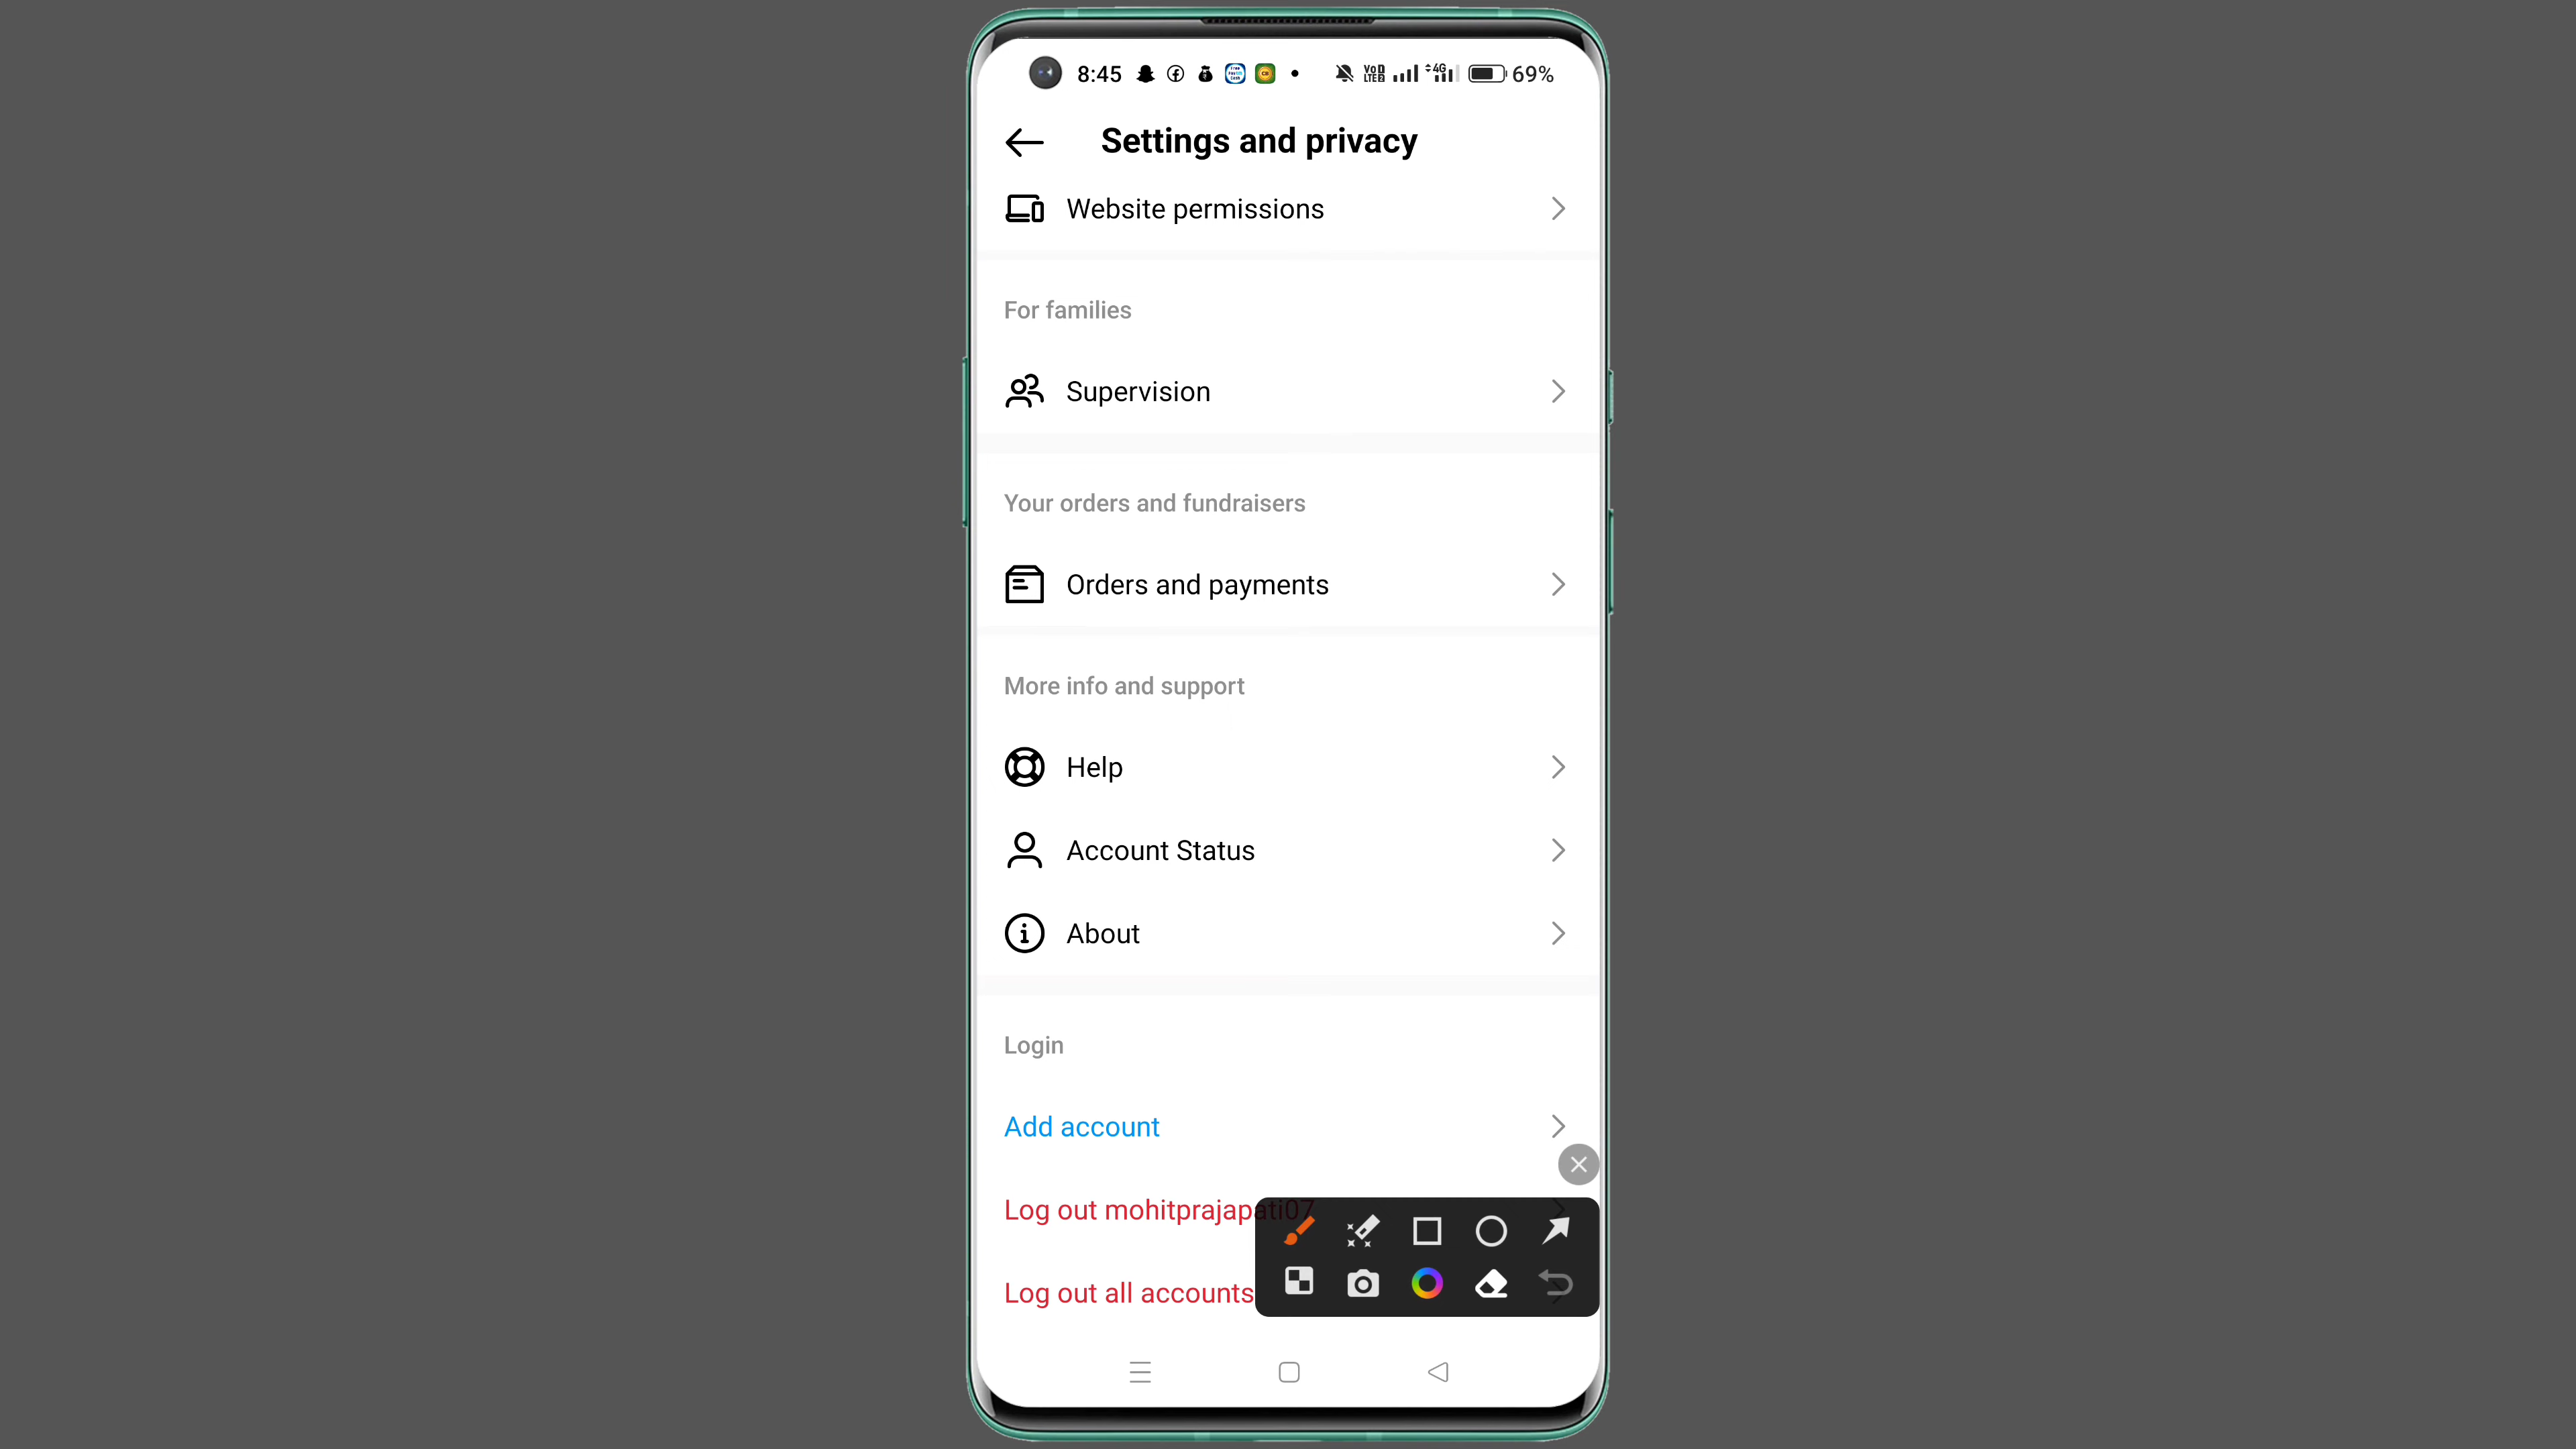 8:45 69%
Settings and privacy
Website permissions
For families
Supervision
Your orders and fundraisers
Orders and payments
More info and support
Help
Account Status
About
Login
Add account
Log out mohitprajapati07
Log out all accounts